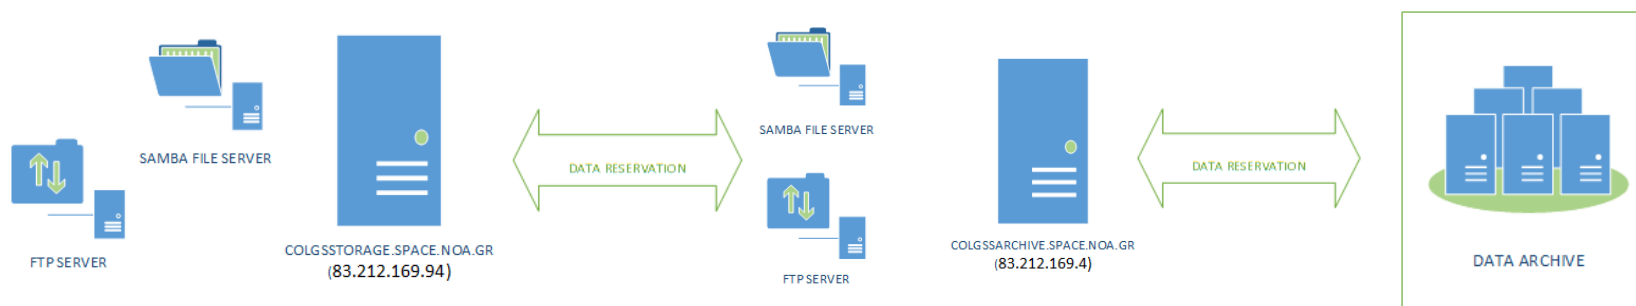 SAMBA FILE SERVER
FTP SERVER
COLGSSTORAGE.SPACE.NOA.GR
(83.212.169.94)
DATA RESERVATION
SAMBA FILE SERVER
FTP SERVER
COLGSSARCHIVE.SPACE.NOA.GR
(83.212.169.4)
DATA RESERVATION
DATA ARCHIVE